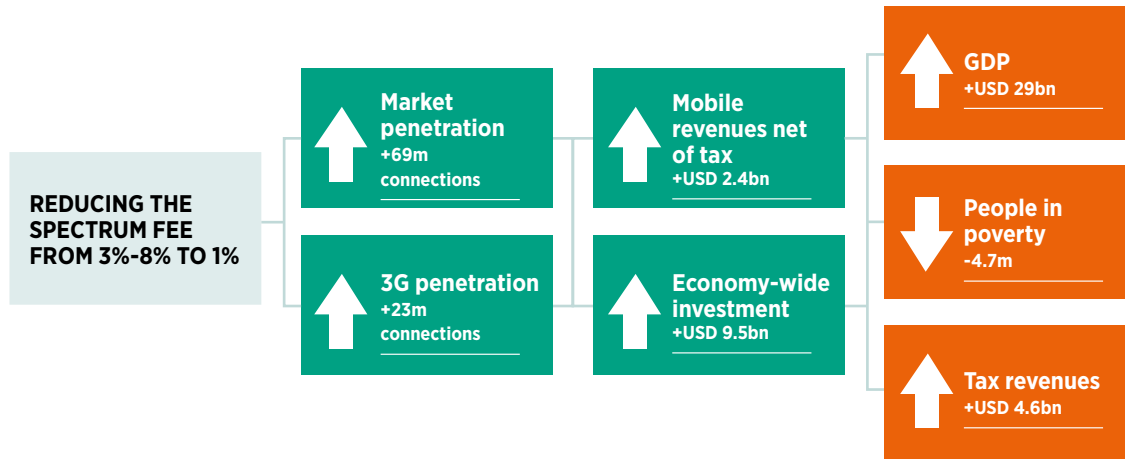 REDUCING THE
SPECTRUM FEE
FROM 3%-8% TO 1%
Market
penetration
+69m
connections
3G penetration
+23m
connections
Mobile
revenues net
of tax
+USD 2.4bn
Economy-wide
investment
+USD 9.5bn
GDP
+USD 29bn
People in
poverty
-4.7m
Tax revenues
+USD 4.6bn